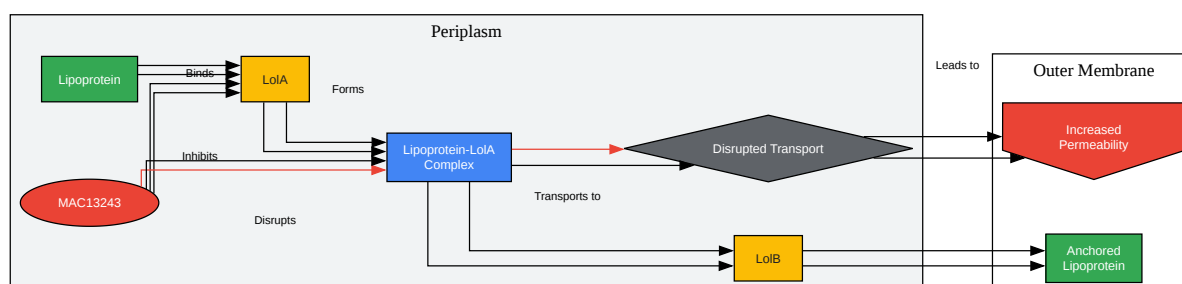 Periplasm
Leads to
Outer Membrane
Lipoprotein
Binds
LolA
Forms
Increased
Permeability
Lipoprotein-LolA
Complex
Disrupted Transport
Inhibits
MAC13243
Transports to
Disrupts
LolB
Anchored
Lipoprotein